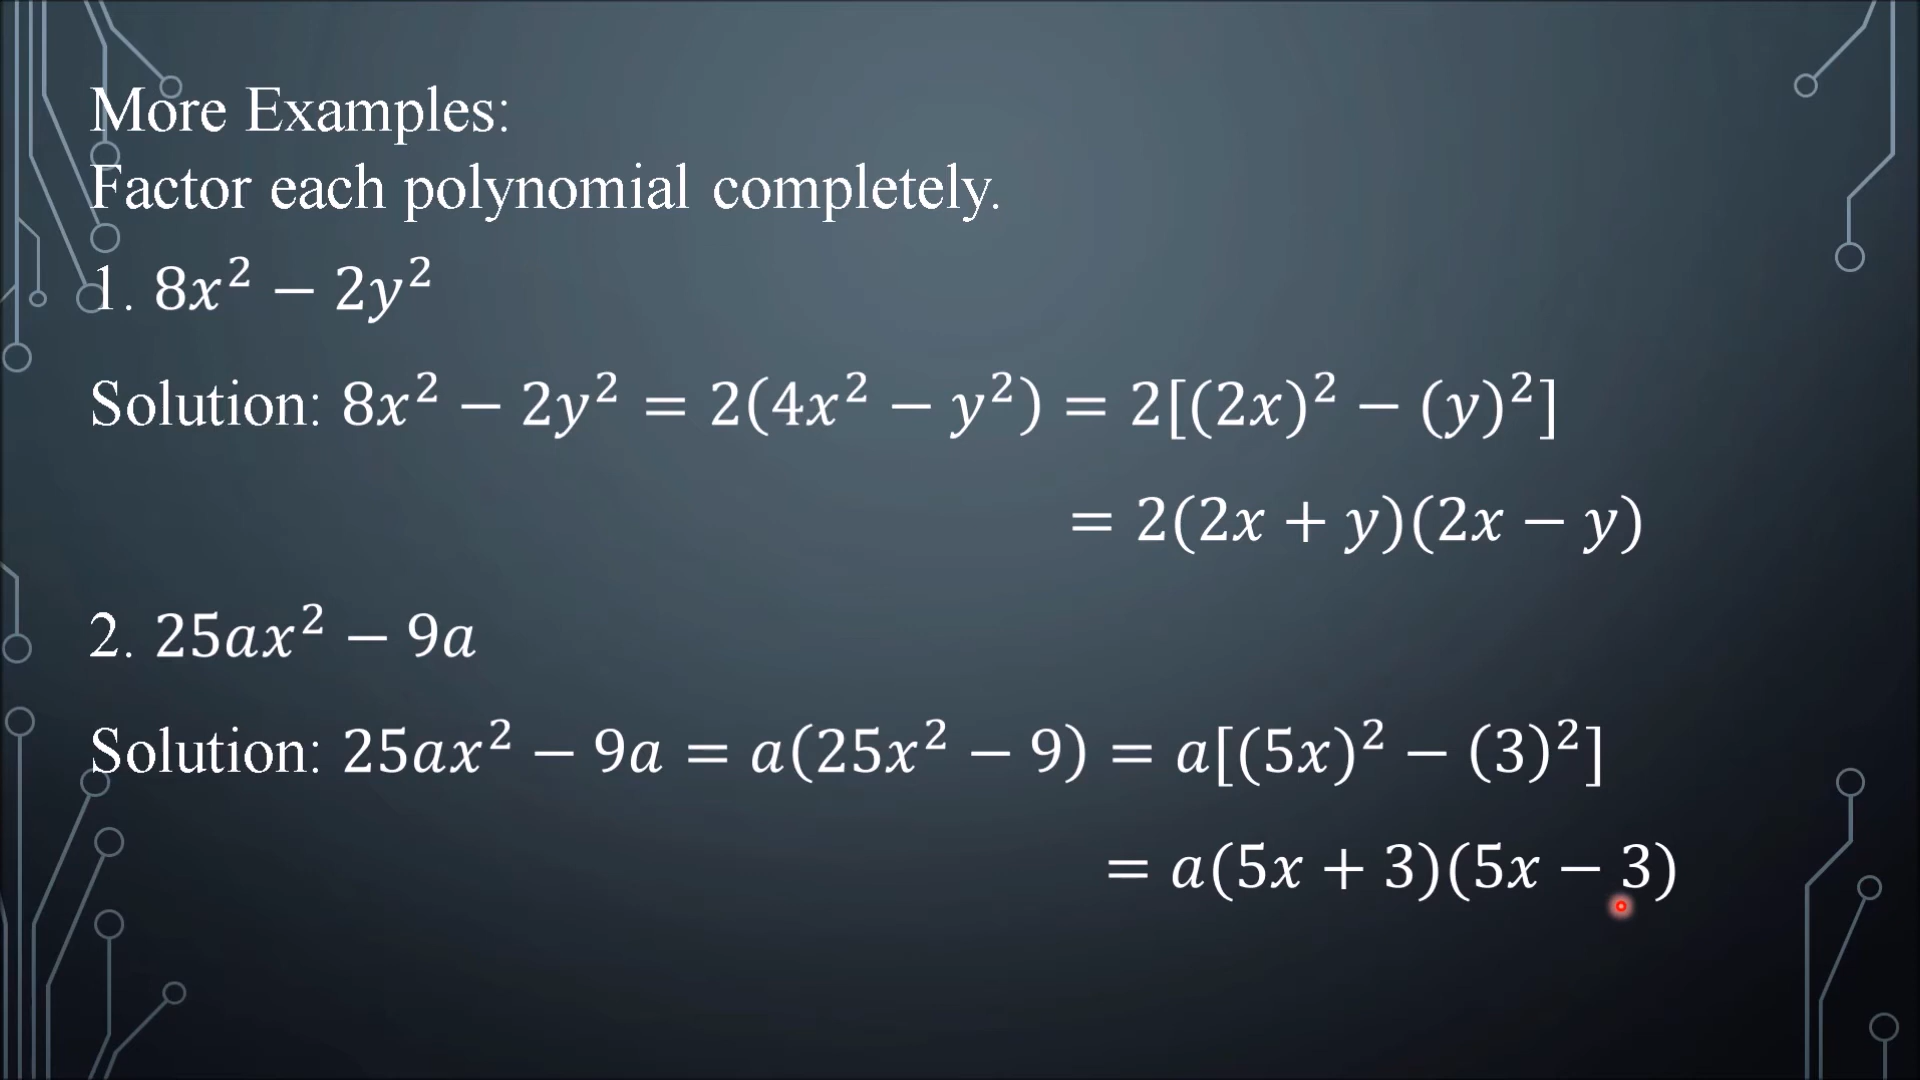 More Examples:
Factor each polynomial completely.
1. 8x² − 2y²
Solution: 8x² − 2y² = 2(4x² − y²) = 2[(2x)² − (y)²]
= 2(2x + y)(2x − y)
2. 25ax² − 9a
Solution: 25ax² − 9a = a(25x² − 9) = a[(5x)² − (3)²]
= a(5x + 3)(5x − 3)